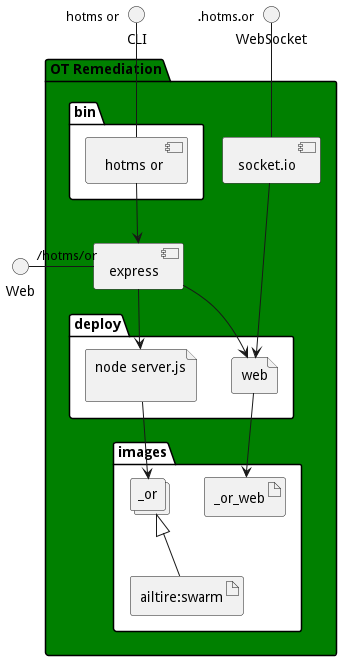 hotms or
.hotms.or
CLI
WebSocket
OT Remediation
bin
hotms or
socket.io
/hotms/or
express
Web
deploy
node server.js
web
images
_or
_or_web
ailtire:swarm